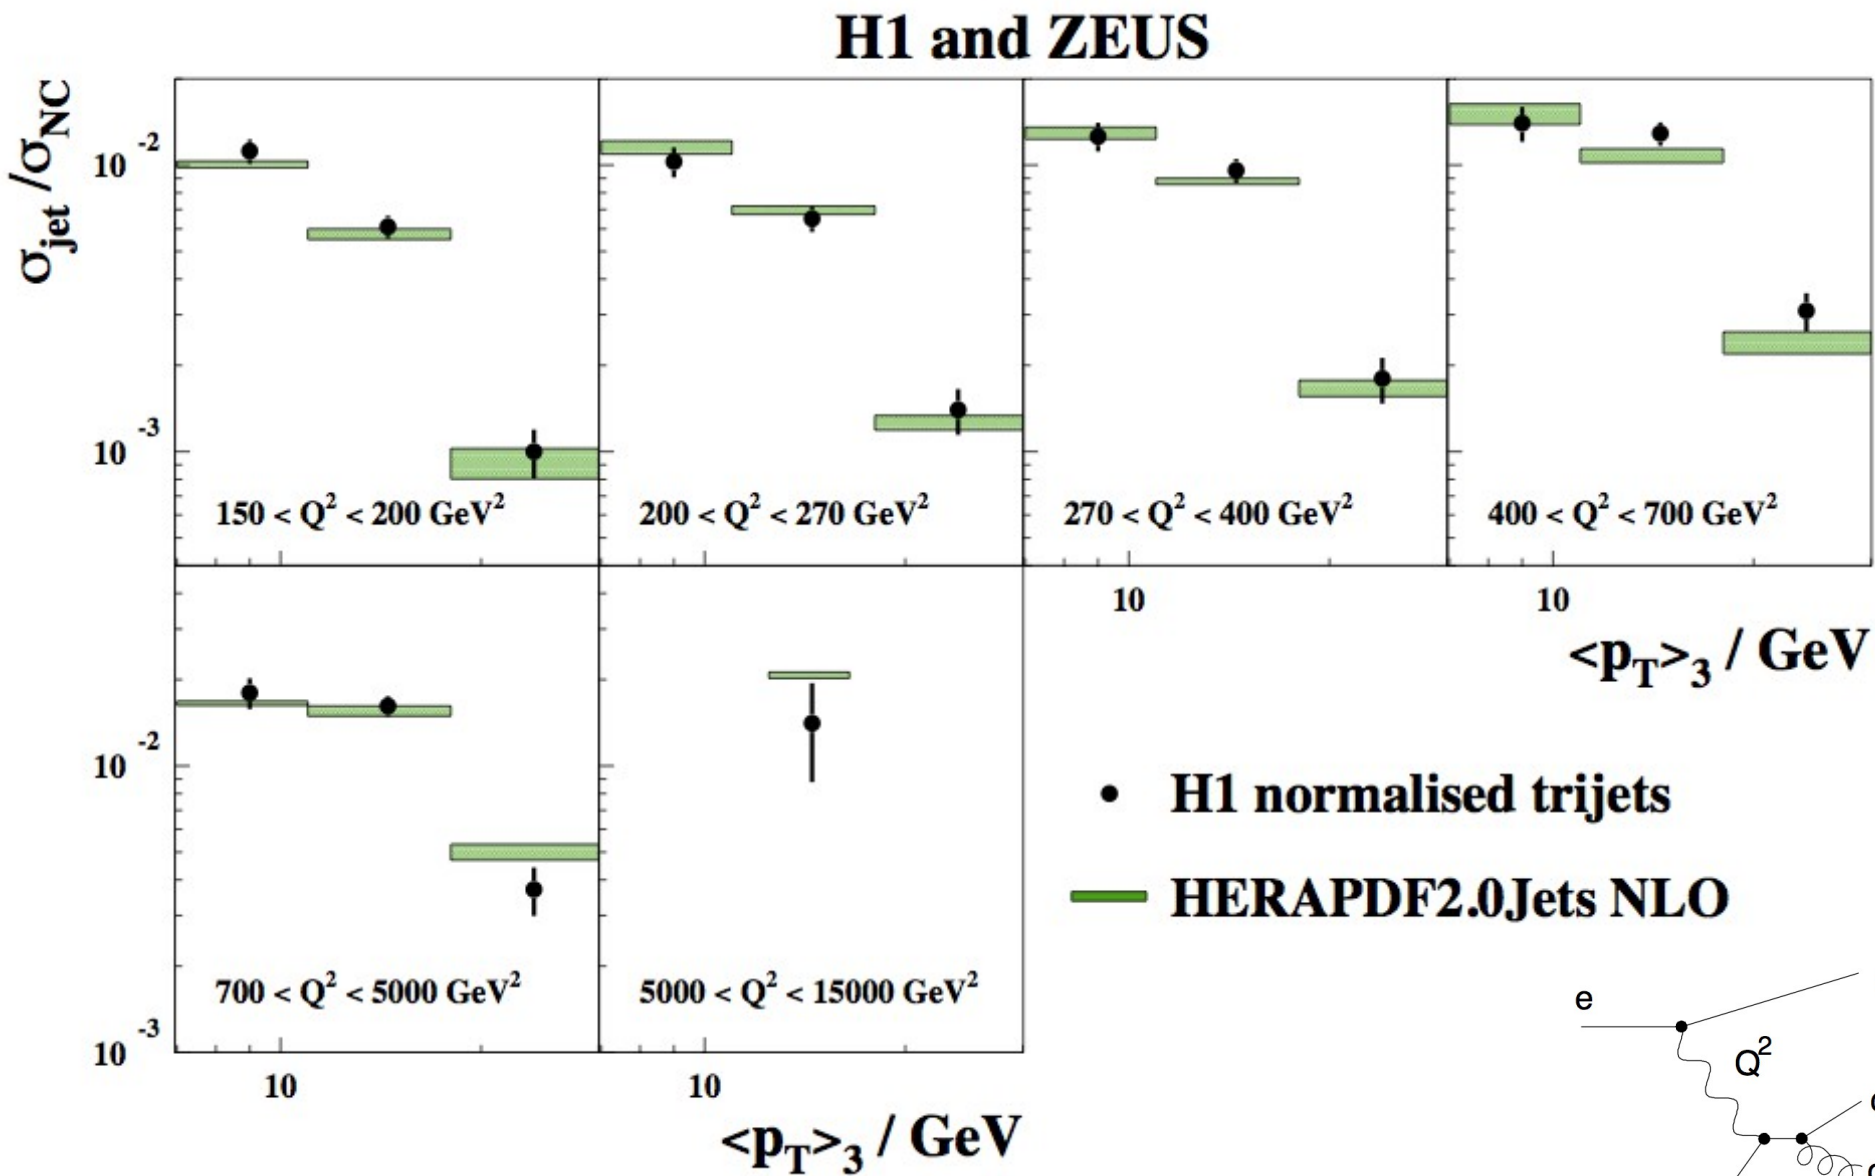 H1 and ZEUS
σjet /σNC
10 -2
10 -3
150 < Q² < 200 GeV²
200 < Q² < 270 GeV²
270 < Q² < 400 GeV²
400 < Q² < 700 GeV²
10
10
<pT>3 / GeV
10 -2
10 -3
700 < Q² < 5000 GeV²
5000 < Q² < 15000 GeV²
10
10
<pT>3 / GeV
H1 normalised trijets
HERAPDF2.0Jets NLO
e
Q²